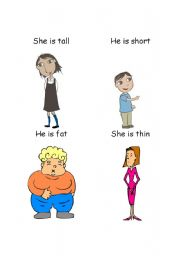 She is tall
He is short
He is fat
She is thin